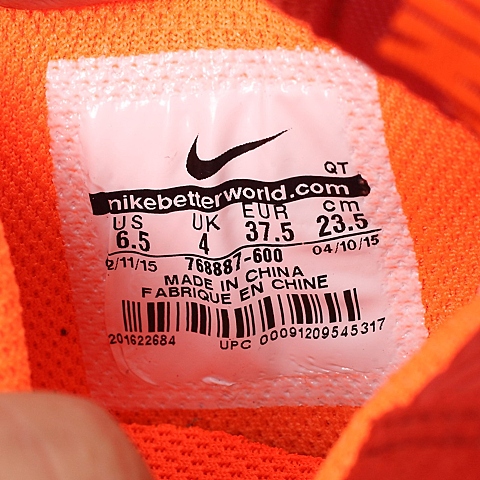 QT
nikebetterworld.com
US UK EUR cm
6.5 4 37.5 23.5
2/11/15 768887-600 04/10/15
MADE IN CHINA
FABRIQUE EN CHINE
201622684 UPC 00091209545317